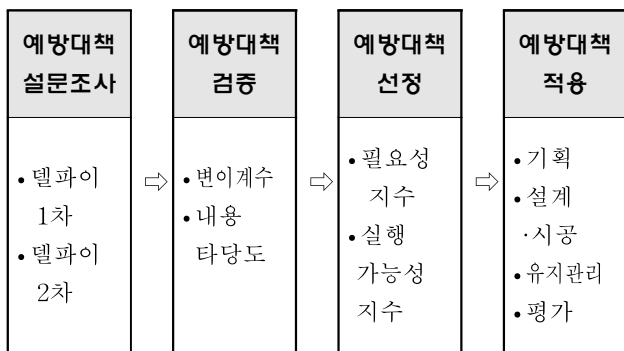 예방대책
설문조사
• 델파이
1차
• 델파이
2차
⇨
예방대책
검증
• 변이계수
• 내용
타당도
⇨
예방대책
선정
• 필요성
지수
• 실행
가능성
지수
⇨
예방대책
적용
• 기획
• 설계
·시공
• 유지관리
• 평가